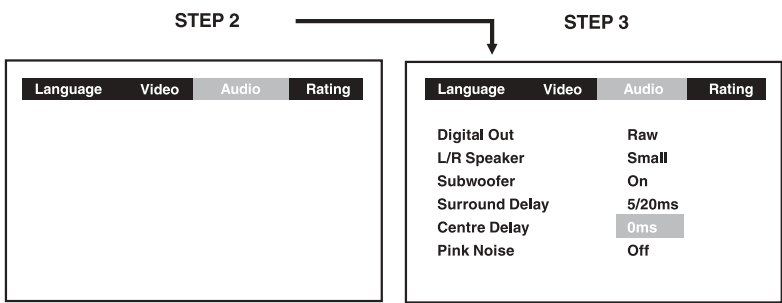 STEP 2
STEP 3
Language Video Audio Rating
Language Video Audio Rating
Digital Out Raw
L/R Speaker Small
Subwoofer On
Surround Delay 5/20ms
Centre Delay 0ms
Pink Noise Off